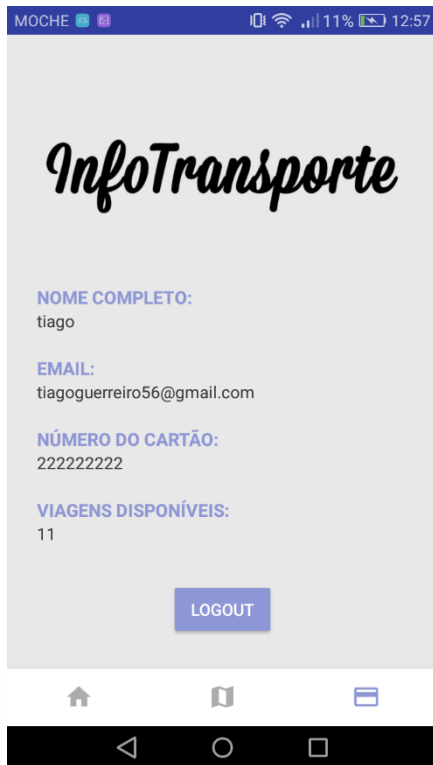 MOCHE 11% 12:57
InfoTransporte
NOME COMPLETO:
tiago
EMAIL:
tiagoguerreiro56@gmail.com
NÚMERO DO CARTÃO:
222222222
VIAGENS DISPONÍVEIS:
11
LOGOUT